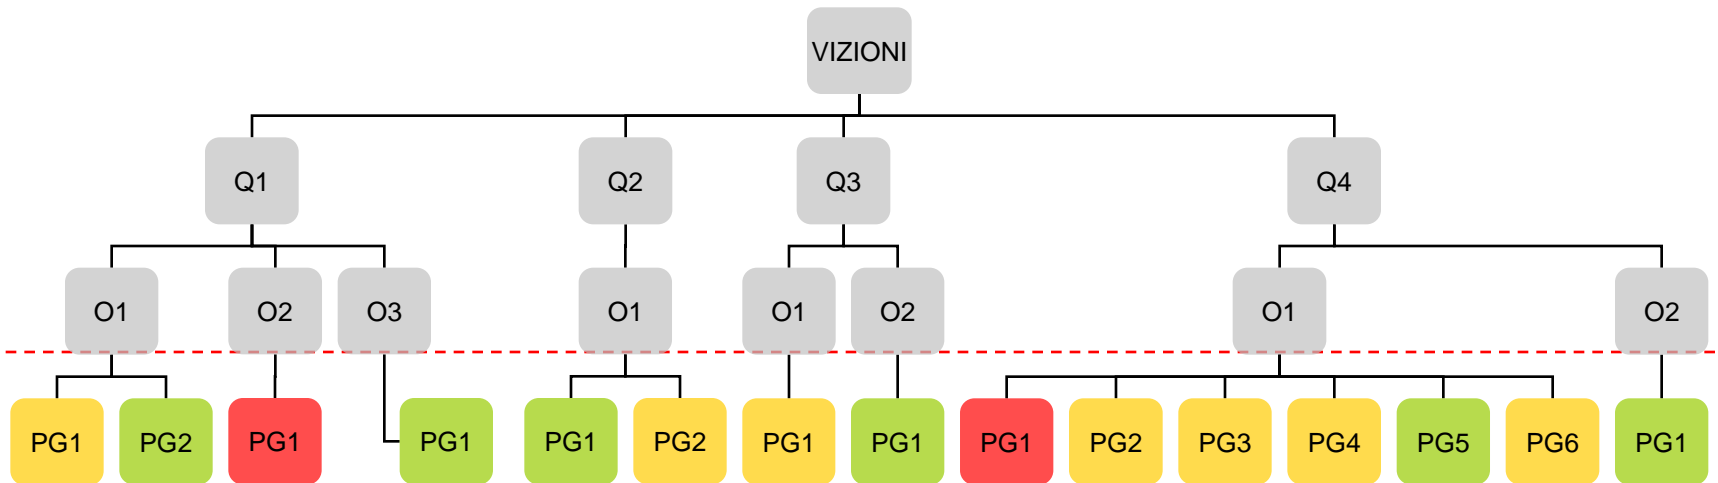 VIZIONI
Q1 Q2 Q3 Q4
O1 O2 O3 O1 O1 O2 O1 O2
PG1 PG2 PG1 PG1 PG1 PG2 PG1 PG1 PG1 PG2 PG3 PG4 PG5 PG6 PG1